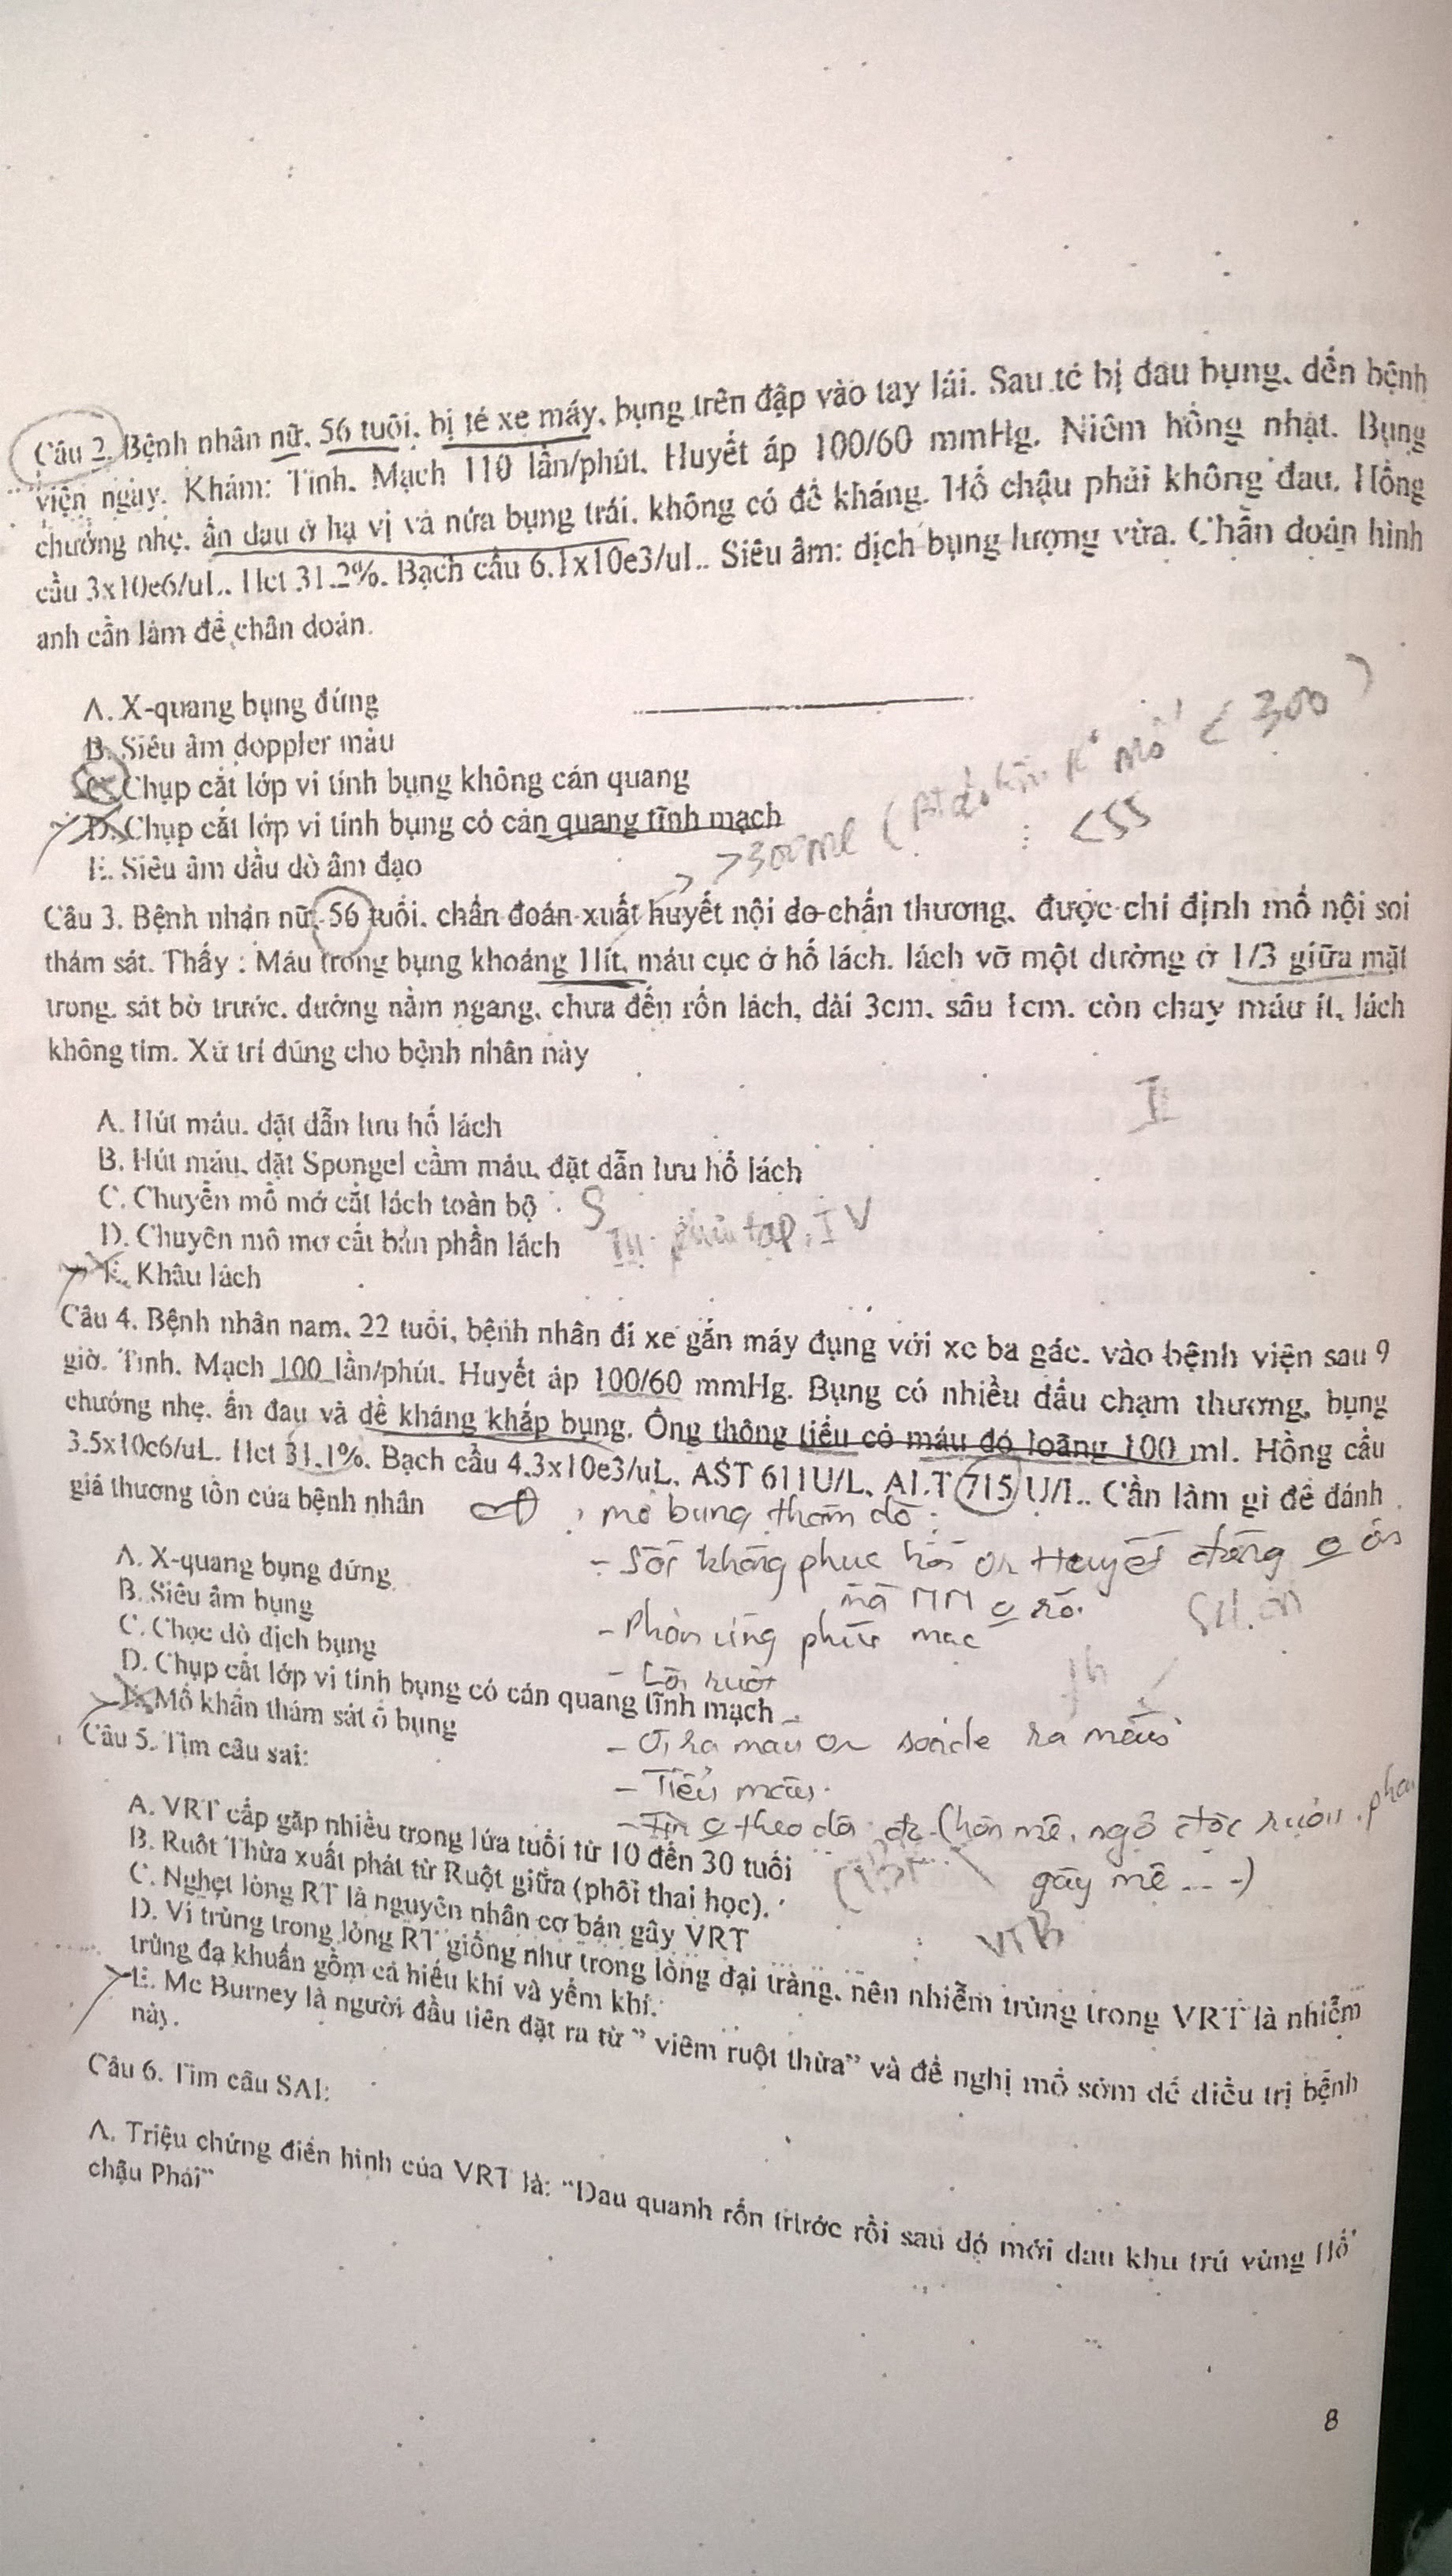 Câu 2. Bệnh nhân nữ, 56 tuổi, bị té xe máy, bụng trên đập vào tay lái. Sau té bị đau bụng, đến bệnh
viện ngay. Khám: Tỉnh. Mạch 110 lần/phút. Huyết áp 100/60 mmHg. Niêm hồng nhạt. Bụng
chướng nhẹ, ấn đau ở hạ vị và nửa bụng trái, không có đề kháng. Hố chậu phải không đau. Hồng
cầu 3x10e6/uL. Hct 31.2%. Bạch cầu 6.1x10e3/uL. Siêu âm: dịch bụng lượng vừa. Chẩn đoán hình
anh cần làm để chẩn đoán.
A. X-quang bụng đứng
B. Siêu âm doppler màu
C. Chụp cắt lớp vi tính bụng không cản quang
D. Chụp cắt lớp vi tính bụng có cản quang tĩnh mạch
mổ < 300
>300 ml
: <55
E. Siêu âm đầu dò âm đạo
Câu 3. Bệnh nhân nữ, 56 tuổi, chẩn đoán xuất huyết nội do chấn thương, được chỉ định mổ nội soi
thám sát. Thấy : Máu trong bụng khoảng 1lít, máu cục ở hố lách, lách vỡ một đường ở 1/3 giữa mặt
trong, sát bờ trước, đường nằm ngang, chưa đến rốn lách, dài 3cm, sâu 1cm, còn chảy máu ít, lách
không tím. Xử trí đúng cho bệnh nhân này
II
A. Hút máu, đặt dẫn lưu hố lách
B. Hút máu, đặt Spongel cầm máu, đặt dẫn lưu hố lách
C. Chuyển mổ mở cắt lách toàn bộ S
D. Chuyển mổ mơ cắt bán phần lách III phức tạp, IV
E. Khâu lách
Câu 4. Bệnh nhân nam, 22 tuổi, bệnh nhân đi xe gắn máy đụng với xe ba gác, vào bệnh viện sau 9
giờ. Tỉnh. Mạch 100 lần/phút. Huyết áp 100/60 mmHg. Bụng có nhiều dấu chạm thương, bụng
chướng nhẹ, ấn đau và đề kháng khắp bụng. Ống thông tiểu có máu đỏ loãng 100 ml. Hồng cầu
3.5x10e6/uL. Hct 31.1%. Bạch cầu 4.3x10e3/uL. AST 611U/L, ALT 715 U/L. Cần làm gì để đánh
giá thương tổn của bệnh nhân
mở bụng thăm dò :
A. X-quang bụng đứng
- Sốc không phục hồi or Huyết động
mà NN rõ.
B. Siêu âm bụng
C. Chọc dò dịch bụng
- Phản ứng phúc mạc
- Lòi ruột
D. Chụp cắt lớp vi tính bụng có cản quang tĩnh mạch
E. Mổ khẩn thám sát ổ bụng
- Ói ra máu or sonde ra máu
Câu 5. Tìm câu sai:
- Tiểu máu.
theo dõi hôn mê, ngộ độc rượu,
gây mê ...)
A. VRT cấp gặp nhiều trong lứa tuổi từ 10 đến 30 tuổi
B. Ruột Thừa xuất phát từ Ruột giữa (phôi thai học).
C. Nghẹt lòng RT là nguyên nhân cơ bản gây VRT
VTB
D. Vi trùng trong lòng RT giống như trong lòng đại tràng, nên nhiễm trùng trong VRT là nhiễm
trùng đa khuẩn gồm cả hiếu khí và yếm khí.
E. Mc Burney là người đầu tiên đặt ra từ ” viêm ruột thừa” và đề nghị mổ sớm để điều trị bệnh
này.
Câu 6. Tìm câu SAI:
A. Triệu chứng điển hình của VRT là: “Đau quanh rốn trước rồi sau đó mới đau khu trú vùng Hố
chậu Phải”
8